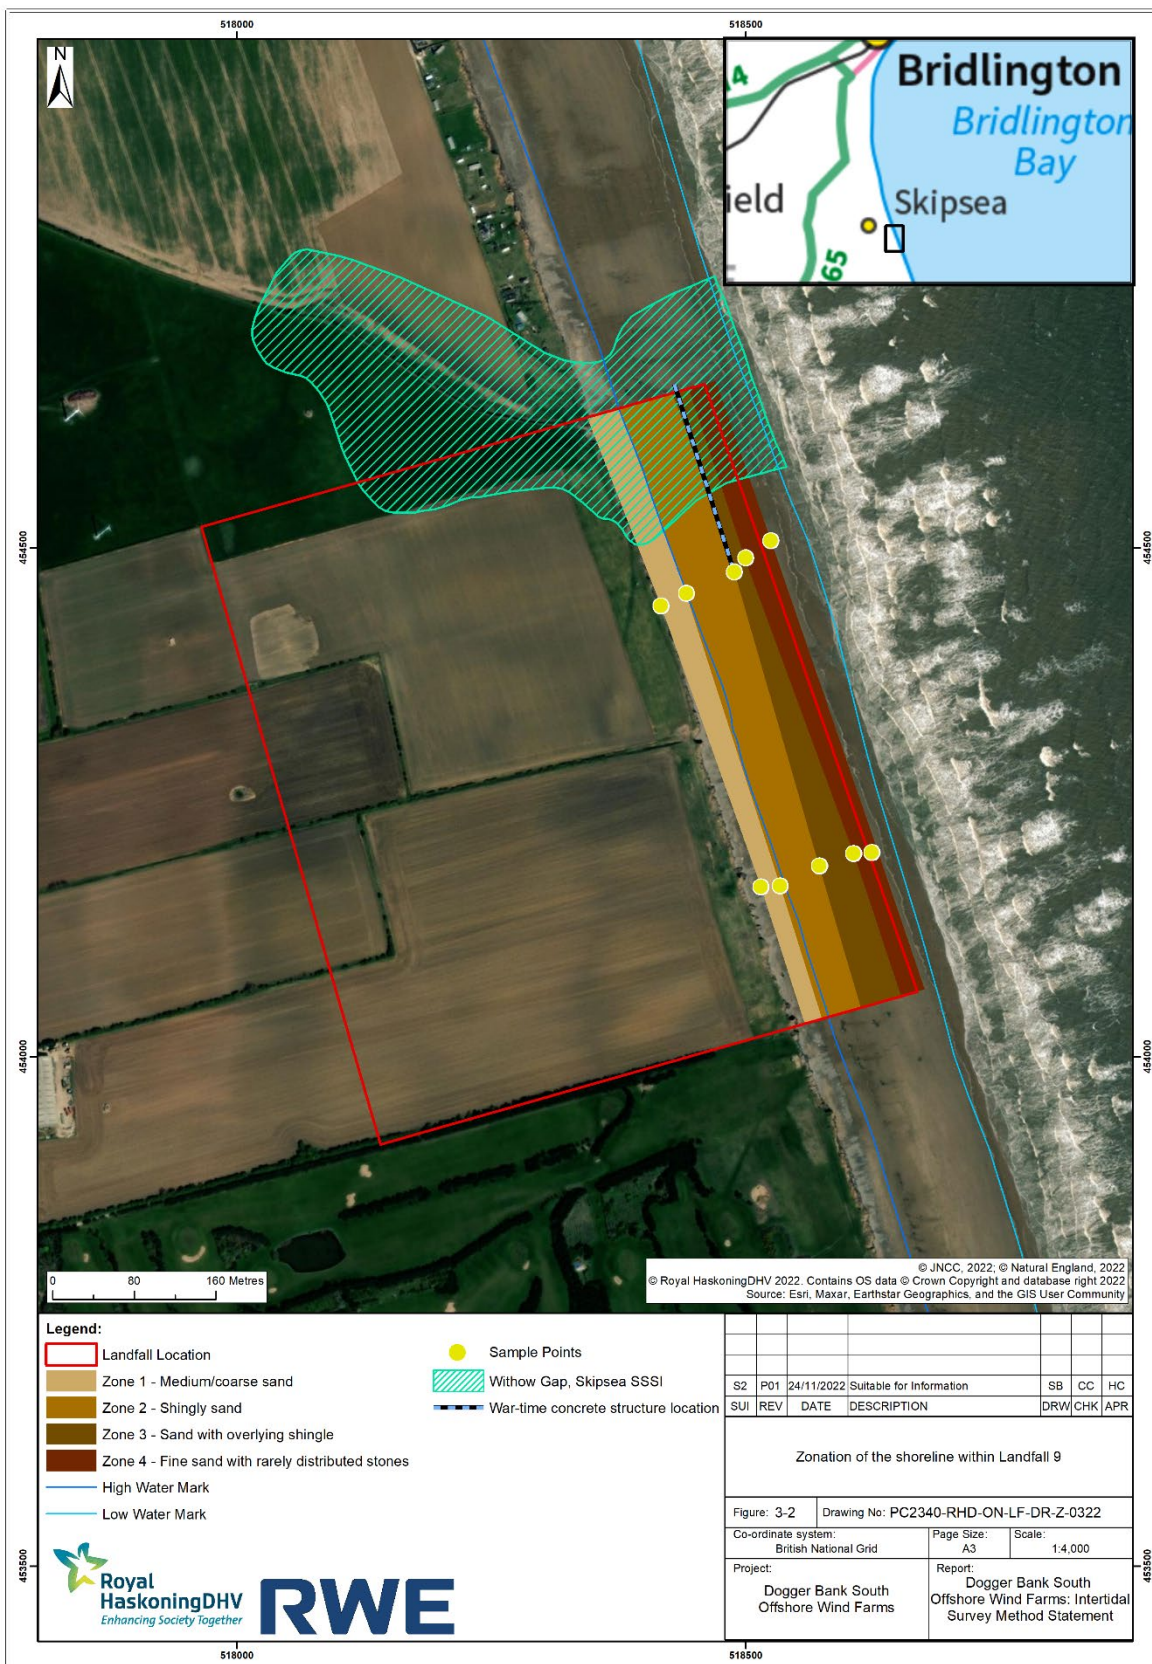 518000
518500
N
Bridlington
Bridlington
Bay
Skipsea
ield
65
454500
454500
454000
454000
0 80 160 Metres
© JNCC, 2022; © Natural England, 2022
© Royal HaskoningDHV 2022. Contains OS data © Crown Copyright and database right 2022
Source: Esri, Maxar, Earthstar Geographics, and the GIS User Community
Legend:
Landfall Location
Zone 1 - Medium/coarse sand
Zone 2 - Shingly sand
Zone 3 - Sand with overlying shingle
Zone 4 - Fine sand with rarely distributed stones
High Water Mark
Low Water Mark
Sample Points
Withow Gap, Skipsea SSSI
War-time concrete structure location
S2 P01 24/11/2022 Suitable for Information SB CC HC
SUI REV DATE DESCRIPTION DRW CHK APR
Zonation of the shoreline within Landfall 9
Figure: 3-2 Drawing No: PC2340-RHD-ON-LF-DR-Z-0322
Co-ordinate system: Page Size: Scale:
British National Grid A3 1:4,000
Project:
Dogger Bank South
Offshore Wind Farms
Report:
Dogger Bank South
Offshore Wind Farms: Intertidal
Survey Method Statement
453500
453500
Royal
HaskoningDHV
Enhancing Society Together
RWE
518000
518500